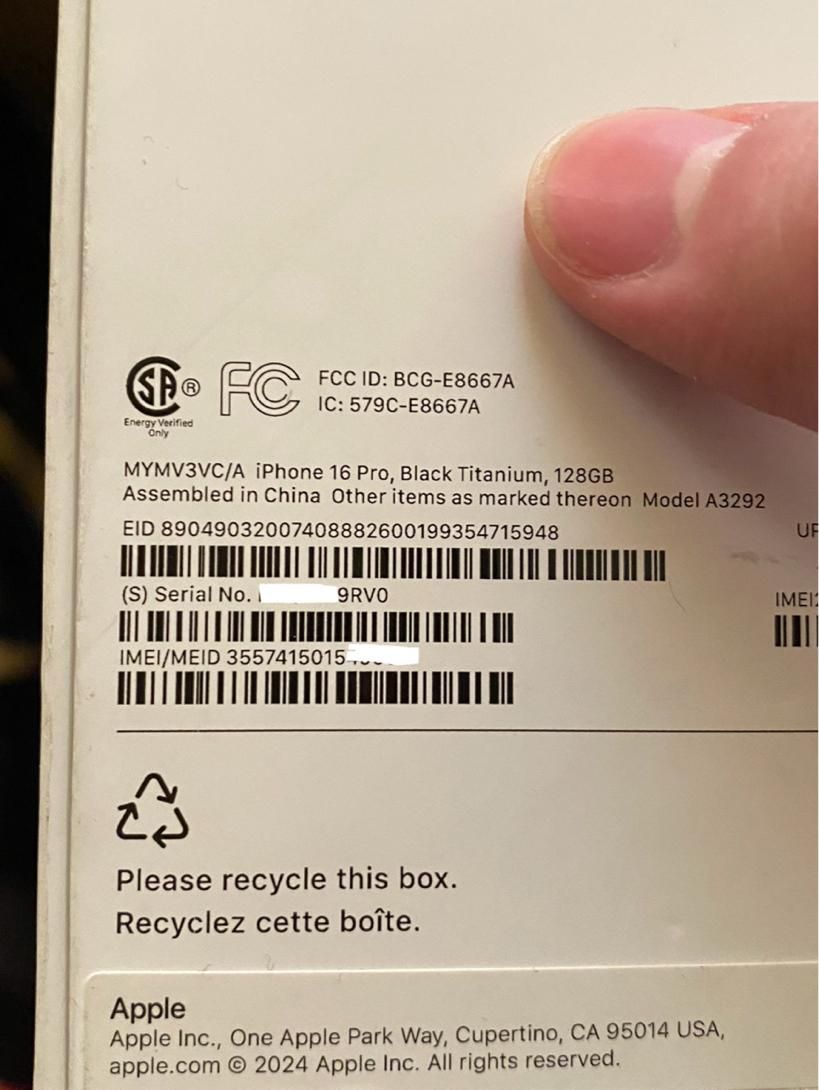 FCC ID: BCG-E8667A
IC: 579C-E8667A
Energy Verified
Only
MYMV3VC/A iPhone 16 Pro, Black Titanium, 128GB
Assembled in China Other items as marked thereon Model A3292
EID 89049032007408882600199354715948
UP
(S) Serial No. 9RV0
IMEI2
IMEI/MEID 3557415015
Please recycle this box.
Recyclez cette boîte.
Apple
Apple Inc., One Apple Park Way, Cupertino, CA 95014 USA,
apple.com © 2024 Apple Inc. All rights reserved.